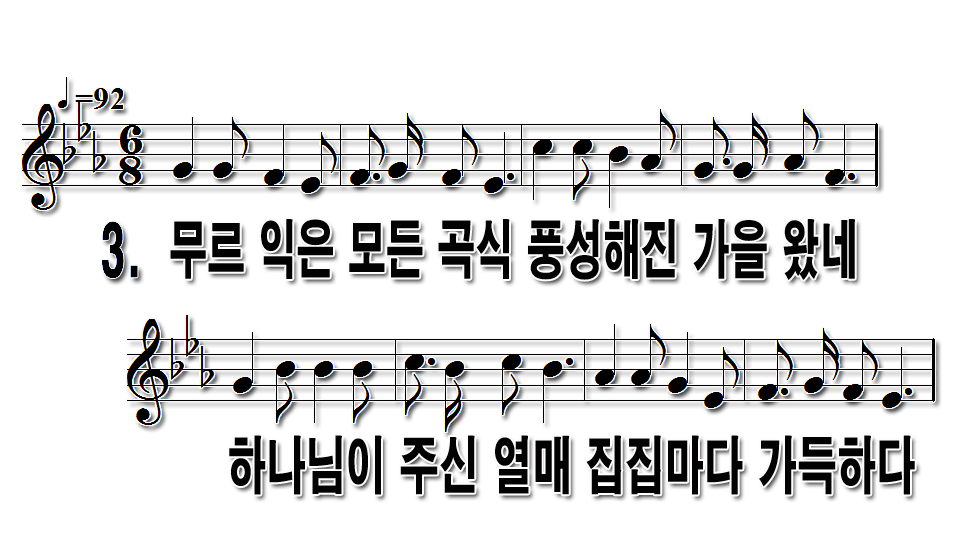 ♩=92
6
8
3. 무르 익은 모든 곡식 풍성해진 가을 왔네
하나님이 주신 열매 집집마다 가득하다